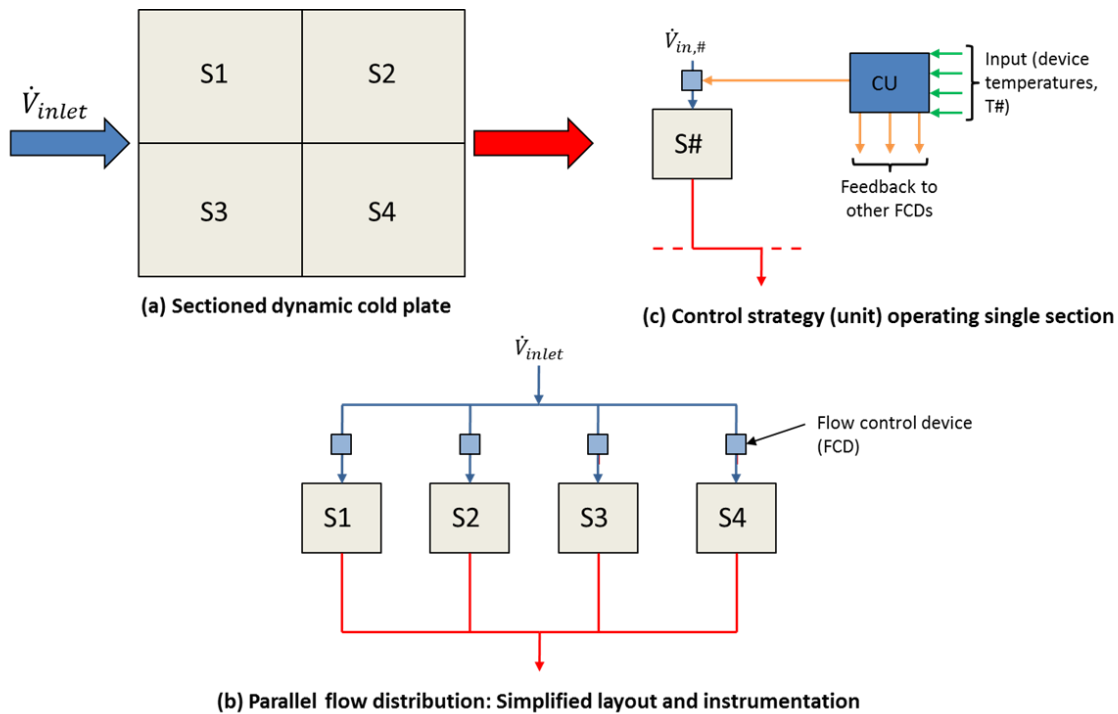 V̇inlet
S1
S2
S3
S4
(a) Sectioned dynamic cold plate
V̇in,#
S#
CU
Input (device
temperatures,
T#)
Feedback to
other FCDs
(c) Control strategy (unit) operating single section
V̇inlet
Flow control device
(FCD)
S1
S2
S3
S4
(b) Parallel flow distribution: Simplified layout and instrumentation